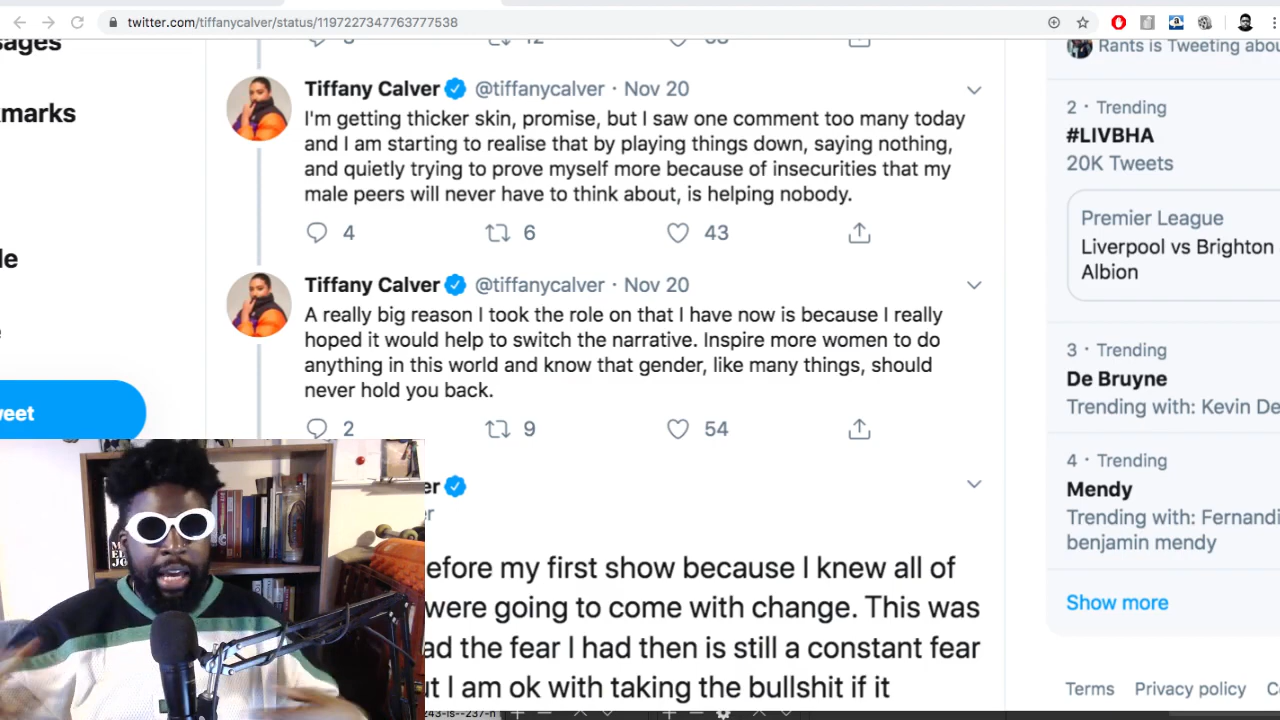 twitter.com/tiffanycalver/status/1197227347763777538
sages
kmarks
Tiffany Calver @tiffanycalver · Nov 20
I'm getting thicker skin, promise, but I saw one comment too many today
and I am starting to realise that by playing things down, saying nothing,
and quietly trying to prove myself more because of insecurities that my
male peers will never have to think about, is helping nobody.
4 6 43
Tiffany Calver @tiffanycalver · Nov 20
A really big reason I took the role on that I have now is because I really
hoped it would help to switch the narrative. Inspire more women to do
anything in this world and know that gender, like many things, should
never hold you back.
2 9 54
weet
er
efore my first show because I knew all of
were going to come with change. This was
ad the fear I had then is still a constant fear
ut I am ok with taking the bullshit if it
Rants is Tweeting abou
2 · Trending
#LIVBHA
20K Tweets
Premier League
Liverpool vs Brighton
Albion
3 · Trending
De Bruyne
Trending with: Kevin De
4 · Trending
Mendy
Trending with: Fernandi
benjamin mendy
Show more
Terms Privacy policy